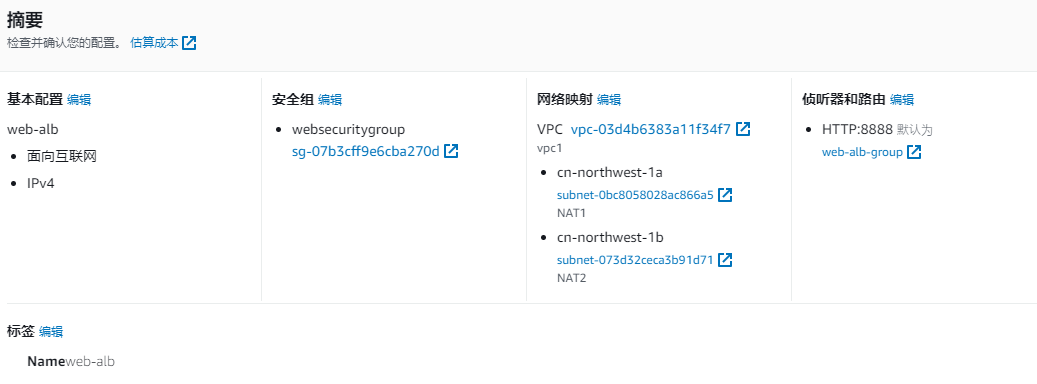 摘要
检查并确认您的配置。 估算成本
基本配置 编辑
web-alb
面向互联网
IPv4
安全组 编辑
websecuritygroup
sg-07b3cff9e6cba270d
网络映射 编辑
VPC vpc-03d4b6383a11f34f7
vpc1
cn-northwest-1a
subnet-0bc8058028ac866a5
NAT1
cn-northwest-1b
subnet-073d32ceca3b91d71
NAT2
侦听器和路由 编辑
HTTP:8888 默认为
web-alb-group
标签 编辑
Nameweb-alb